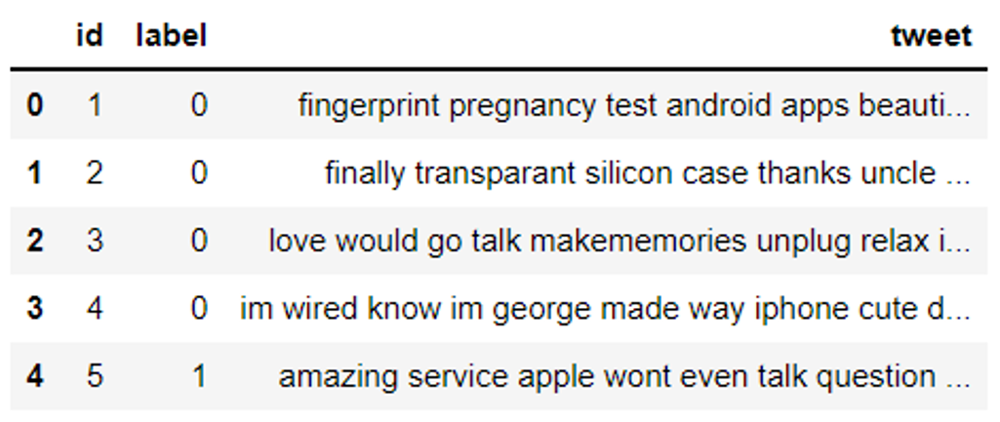 id label tweet
0 1 0 fingerprint pregnancy test android apps beauti...
1 2 0 finally transparant silicon case thanks uncle ...
2 3 0 love would go talk makememories unplug relax i...
3 4 0 im wired know im george made way iphone cute d...
4 5 1 amazing service apple wont even talk question ...